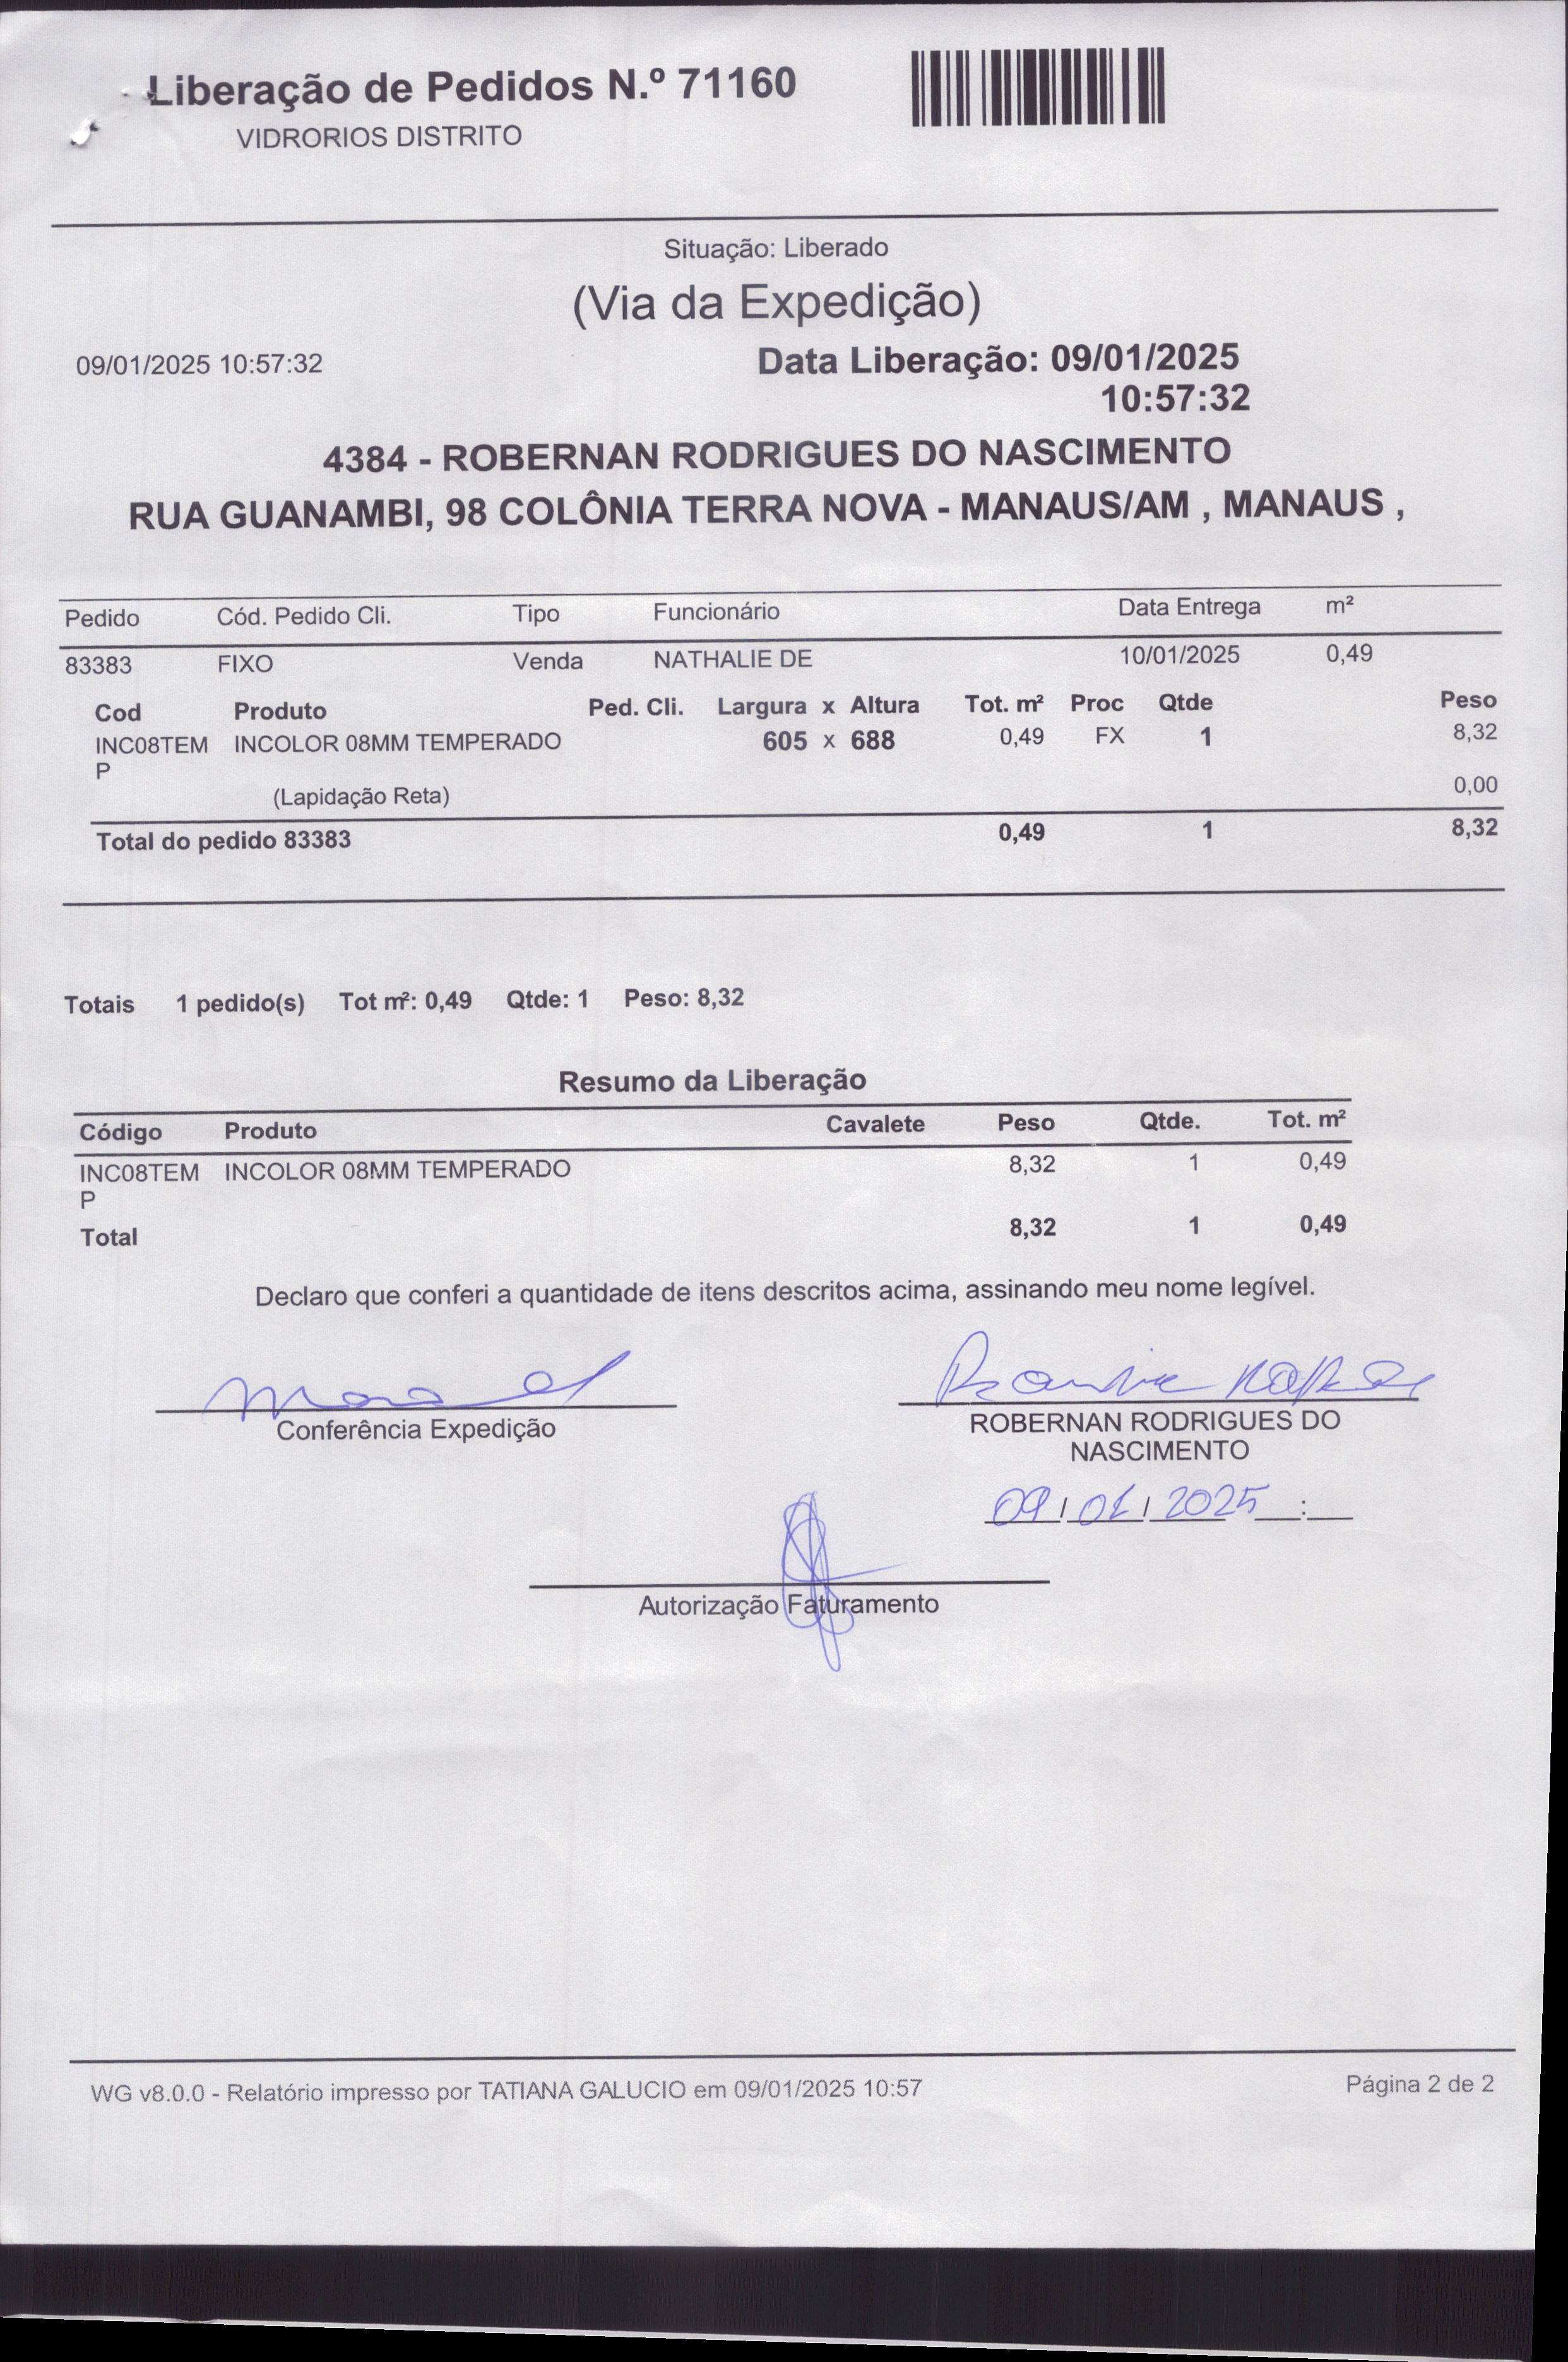 Liberação de Pedidos N.º 71160
VIDRORIOS DISTRITO
Situação: Liberado
(Via da Expedição)
09/01/2025 10:57:32 Data Liberação: 09/01/2025
10:57:32
4384 - ROBERNAN RODRIGUES DO NASCIMENTO
RUA GUANAMBI, 98 COLÔNIA TERRA NOVA - MANAUS/AM , MANAUS ,
Pedido Cód. Pedido Cli. Tipo Funcionário Data Entrega m²
83383 FIXO Venda NATHALIE DE 10/01/2025 0,49
Cod Produto Ped. Cli. Largura x Altura Tot. m² Proc Qtde Peso
INC08TEM INCOLOR 08MM TEMPERADO 605 x 688 0,49 FX 1 8,32
P
(Lapidação Reta) 0,00
Total do pedido 83383 0,49 1 8,32
Totais 1 pedido(s) Tot m²: 0,49 Qtde: 1 Peso: 8,32
Resumo da Liberação
Código Produto Cavalete Peso Qtde. Tot. m²
INC08TEM INCOLOR 08MM TEMPERADO 8,32 1 0,49
P
Total 8,32 1 0,49
Declaro que conferi a quantidade de itens descritos acima, assinando meu nome legível.
Conferência Expedição
ROBERNAN RODRIGUES DO
NASCIMENTO
09/01/2025 __:__
Autorização Faturamento
WG v8.0.0 - Relatório impresso por TATIANA GALUCIO em 09/01/2025 10:57 Página 2 de 2